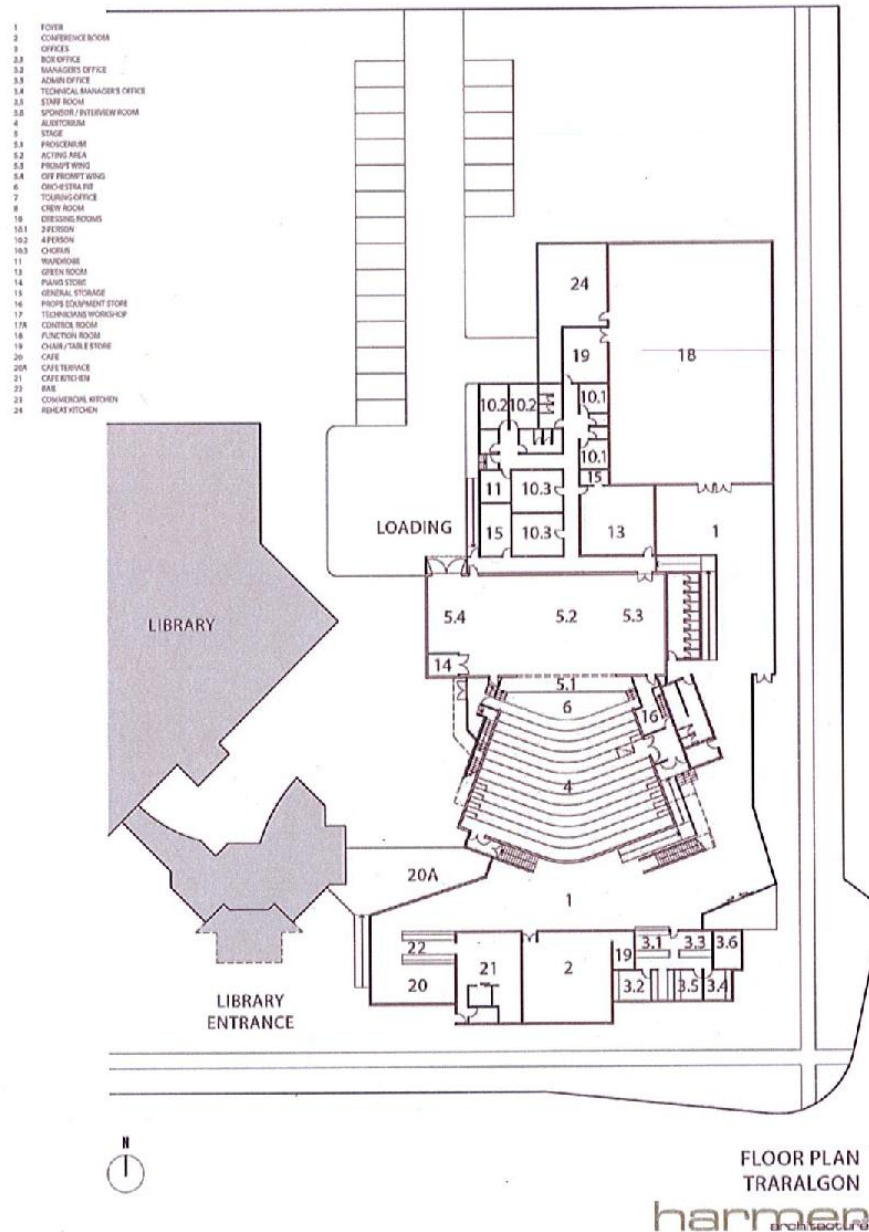 1 FOYER
2 CONFERENCE ROOM
3 OFFICES
3.1 BOX OFFICE
3.2 MANAGER'S OFFICE
3.3 ADMIN OFFICE
3.4 TECHNICAL MANAGER'S OFFICE
3.5 STAFF ROOM
3.6 SPONSOR / INTERVIEW ROOM
4 AUDITORIUM
5 STAGE
5.1 PROSCENIUM
5.2 ACTING AREA
5.3 PROMPT WING
5.4 OFF PROMPT WING
6 ORCHESTRA PIT
7 TOURING OFFICE
8 CREW ROOM
10 DRESSING ROOMS
10.1 2 PERSON
10.2 4 PERSON
10.3 CHORUS
11 WARDROBE
13 GREEN ROOM
14 PIANO STORE
15 GENERAL STORAGE
16 PROPS EQUIPMENT STORE
17 TECHNICIANS WORKSHOP
17A CONTROL ROOM
18 FUNCTION ROOM
19 CHAIR / TABLE STORE
20 CAFE
20A CAFE TERRACE
21 CAFE KITCHEN
22 BAR
23 COMMERCIAL KITCHEN
24 REHEAT KITCHEN
24
19
18
10.2 10.2
10.1
10.1
15
11
10.3
15
10.3
13
1
LOADING
5.4
5.2
5.3
LIBRARY
14
5.1
6
16
4
20A
1
22
20
21
2
19
3.1
3.3
3.6
3.2
3.5
3.4
LIBRARY
ENTRANCE
N
FLOOR PLAN
TRARALGON
harmer
architecture